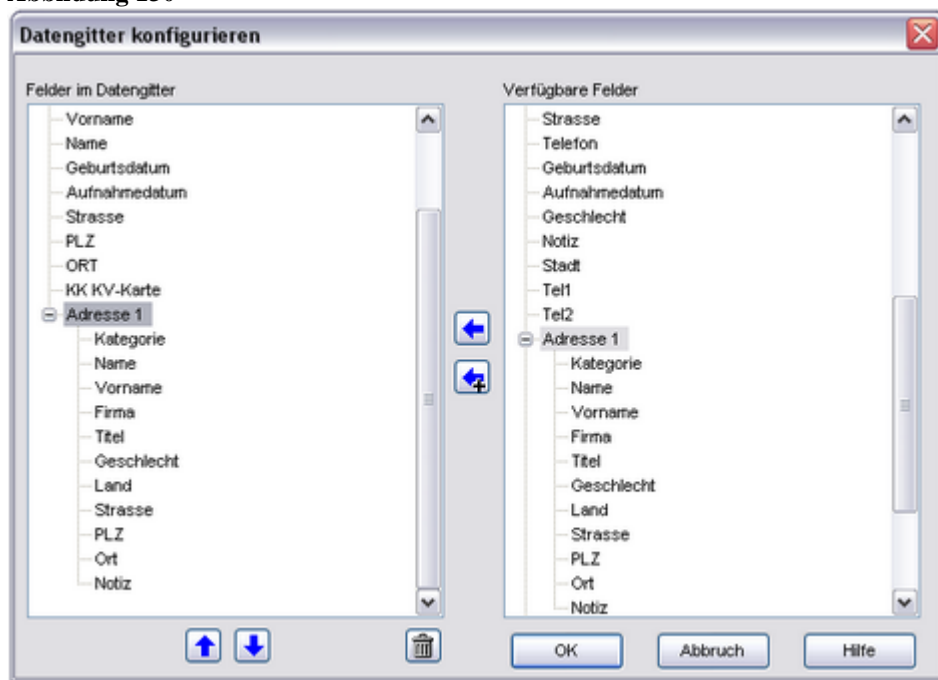 Datengitter konfigurieren
Felder im Datengitter
Vorname
Name
Geburtsdatum
Aufnahmedatum
Strasse
PLZ
ORT
KK KV-Karte
Adresse 1
Kategorie
Name
Vorname
Firma
Titel
Geschlecht
Land
Strasse
PLZ
Ort
Notiz
Verfügbare Felder
Strasse
Telefon
Geburtsdatum
Aufnahmedatum
Geschlecht
Notiz
Stadt
Tel1
Tel2
Adresse 1
Kategorie
Name
Vorname
Firma
Titel
Geschlecht
Land
Strasse
PLZ
Ort
Notiz
OK
Abbruch
Hilfe